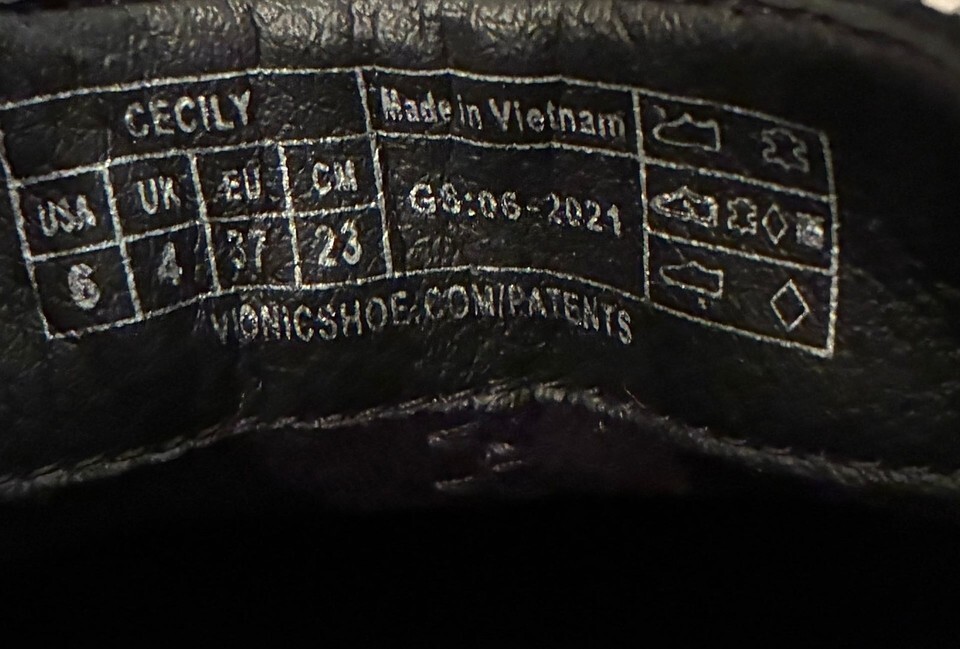 CECILY
Made in Vietnam
USA UK EU CM
GS:06-2021
6 4 37 23
VIONICSHOE.COM/PATENTS